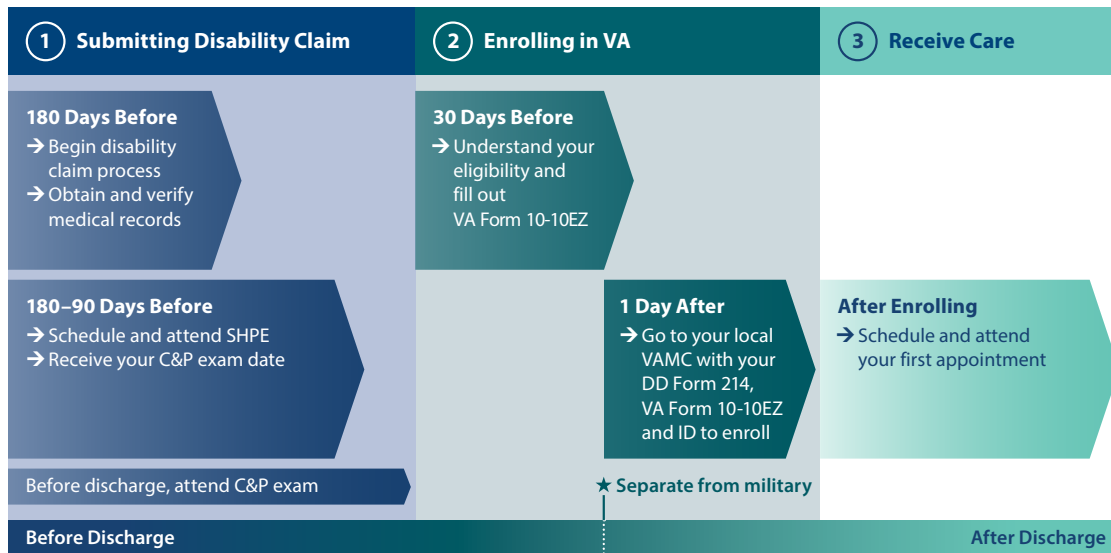 1 Submitting Disability Claim
2 Enrolling in VA
3 Receive Care
180 Days Before
→ Begin disability
claim process
→ Obtain and verify
medical records
180–90 Days Before
→ Schedule and attend SHPE
→ Receive your C&P exam date
Before discharge, attend C&P exam
30 Days Before
→ Understand your
eligibility and
fill out
VA Form 10-10EZ
1 Day After
→ Go to your local
VAMC with your
DD Form 214,
VA Form 10-10EZ
and ID to enroll
★ Separate from military
After Enrolling
→ Schedule and attend
your first appointment
Before Discharge
After Discharge